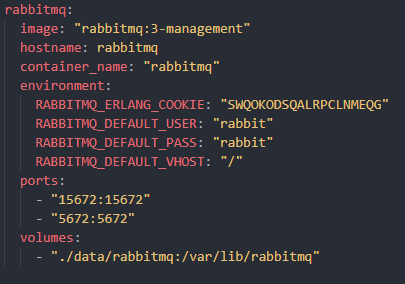 rabbitmq:
  image: "rabbitmq:3-management"
  hostname: rabbitmq
  container_name: "rabbitmq"
  environment:
    RABBITMQ_ERLANG_COOKIE: "SWQOKODSQALRPCLNMEQG"
    RABBITMQ_DEFAULT_USER: "rabbit"
    RABBITMQ_DEFAULT_PASS: "rabbit"
    RABBITMQ_DEFAULT_VHOST: "/"
  ports:
    - "15672:15672"
    - "5672:5672"
  volumes:
    - "./data/rabbitmq:/var/lib/rabbitmq"